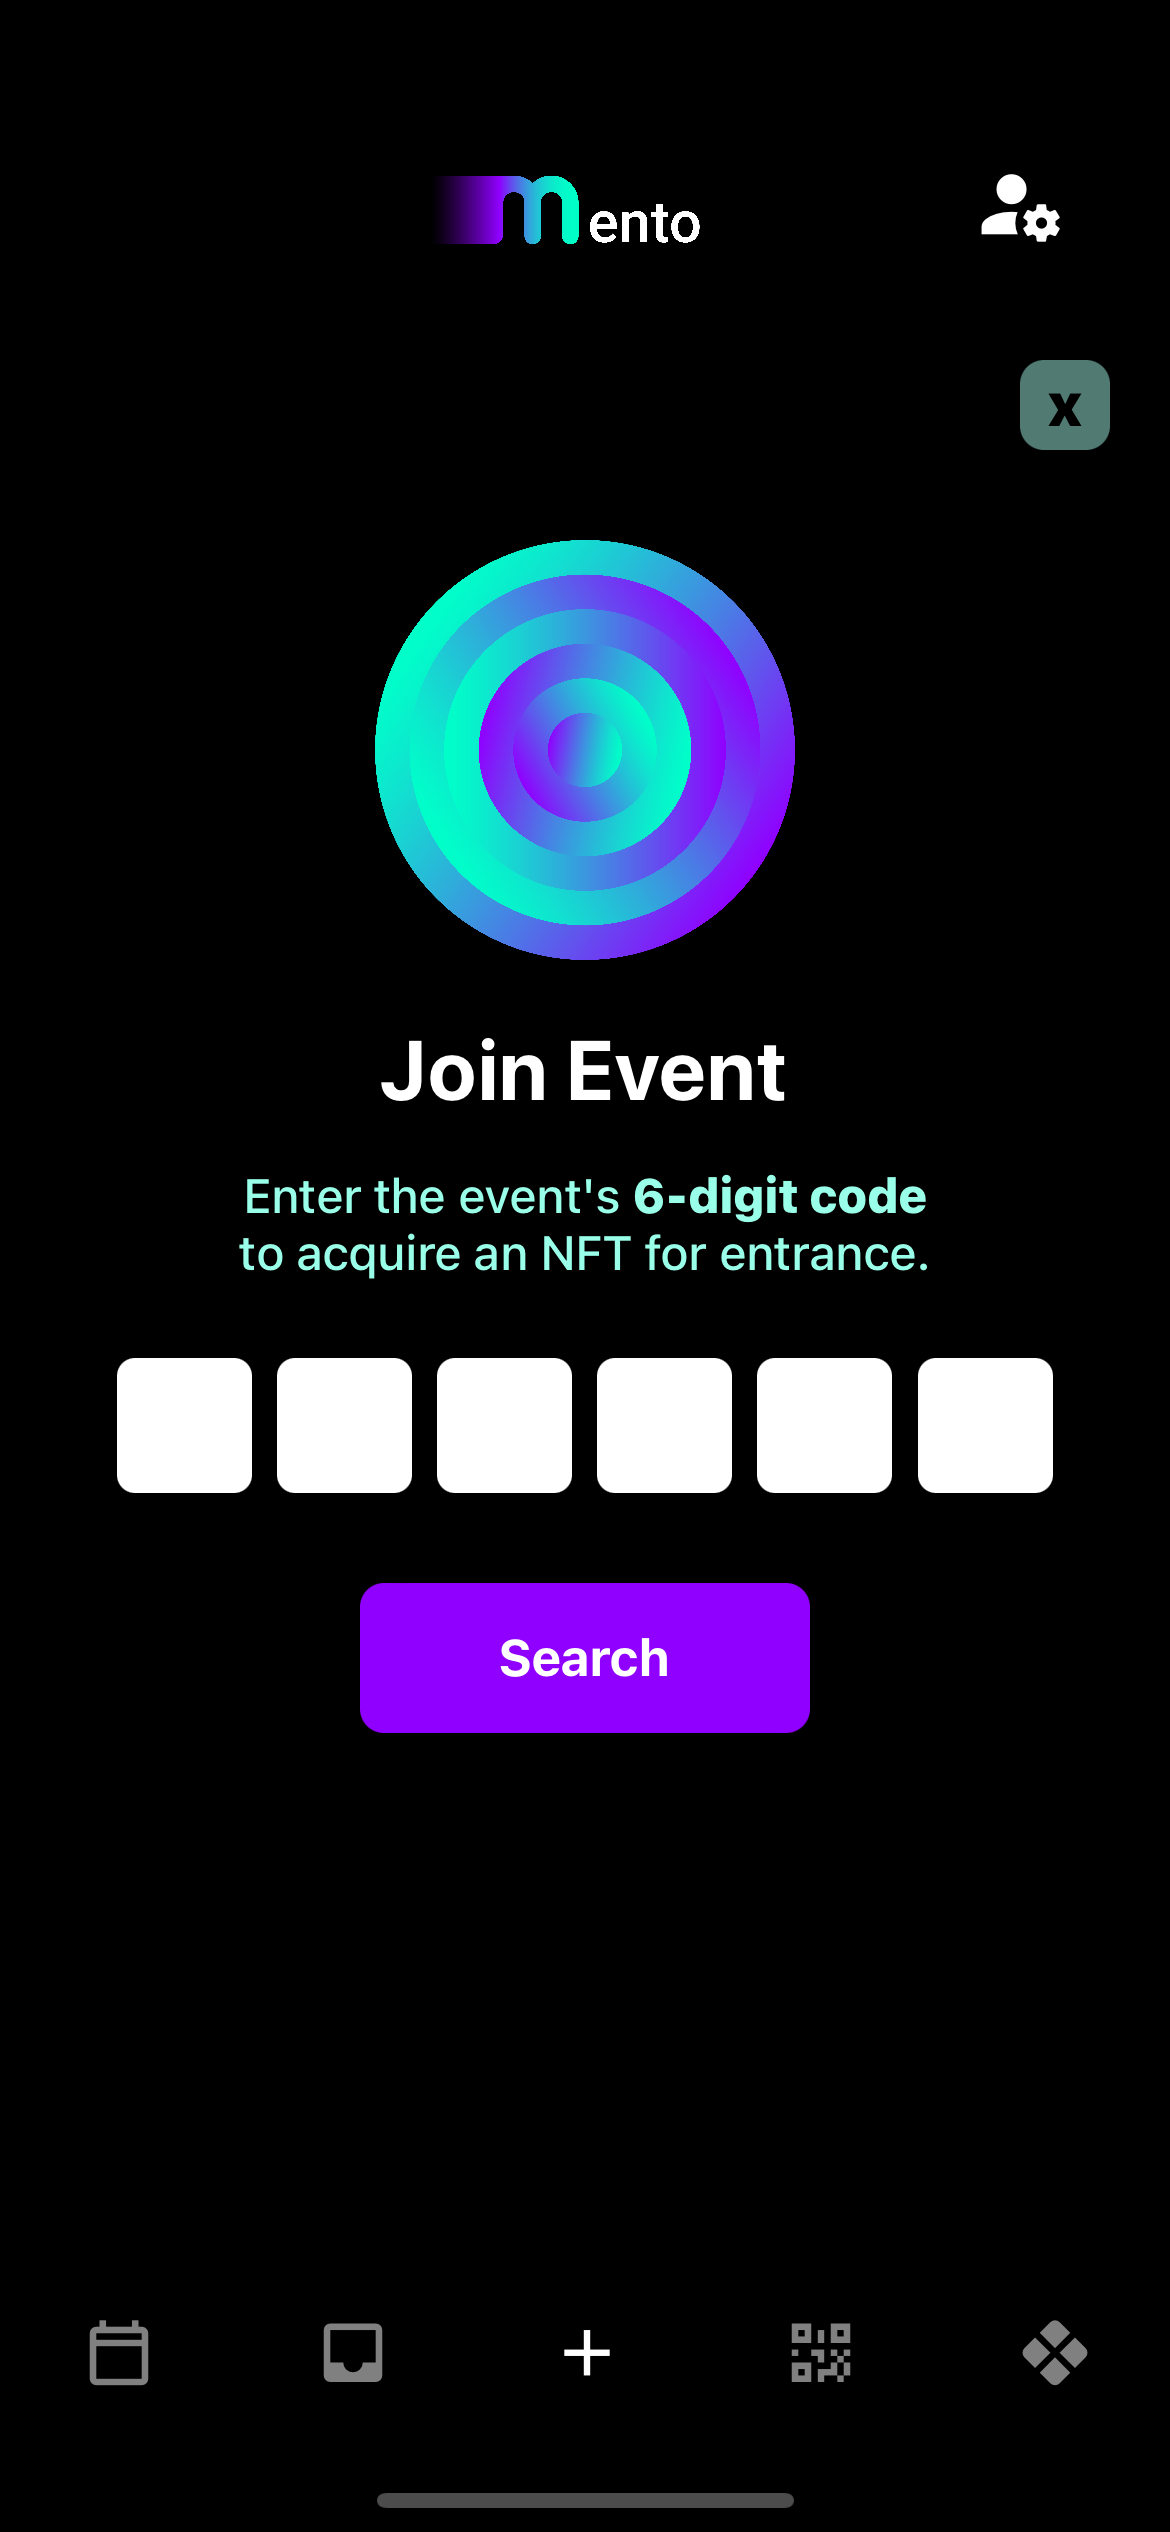 mento
x
Join Event
Enter the event's 6-digit code
to acquire an NFT for entrance.
Search